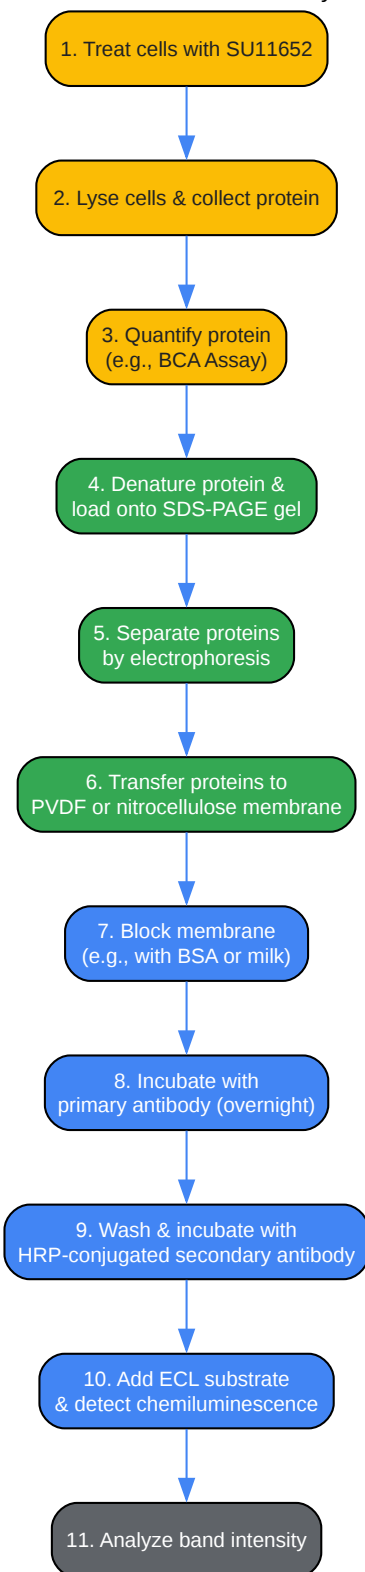 1. Treat cells with SU11652
2. Lyse cells & collect protein
3. Quantify protein
(e.g., BCA Assay)
4. Denature protein &
load onto SDS-PAGE gel
5. Separate proteins
by electrophoresis
6. Transfer proteins to
PVDF or nitrocellulose membrane
7. Block membrane
(e.g., with BSA or milk)
8. Incubate with
primary antibody (overnight)
9. Wash & incubate with
HRP-conjugated secondary antibody
10. Add ECL substrate
& detect chemiluminescence
11. Analyze band intensity